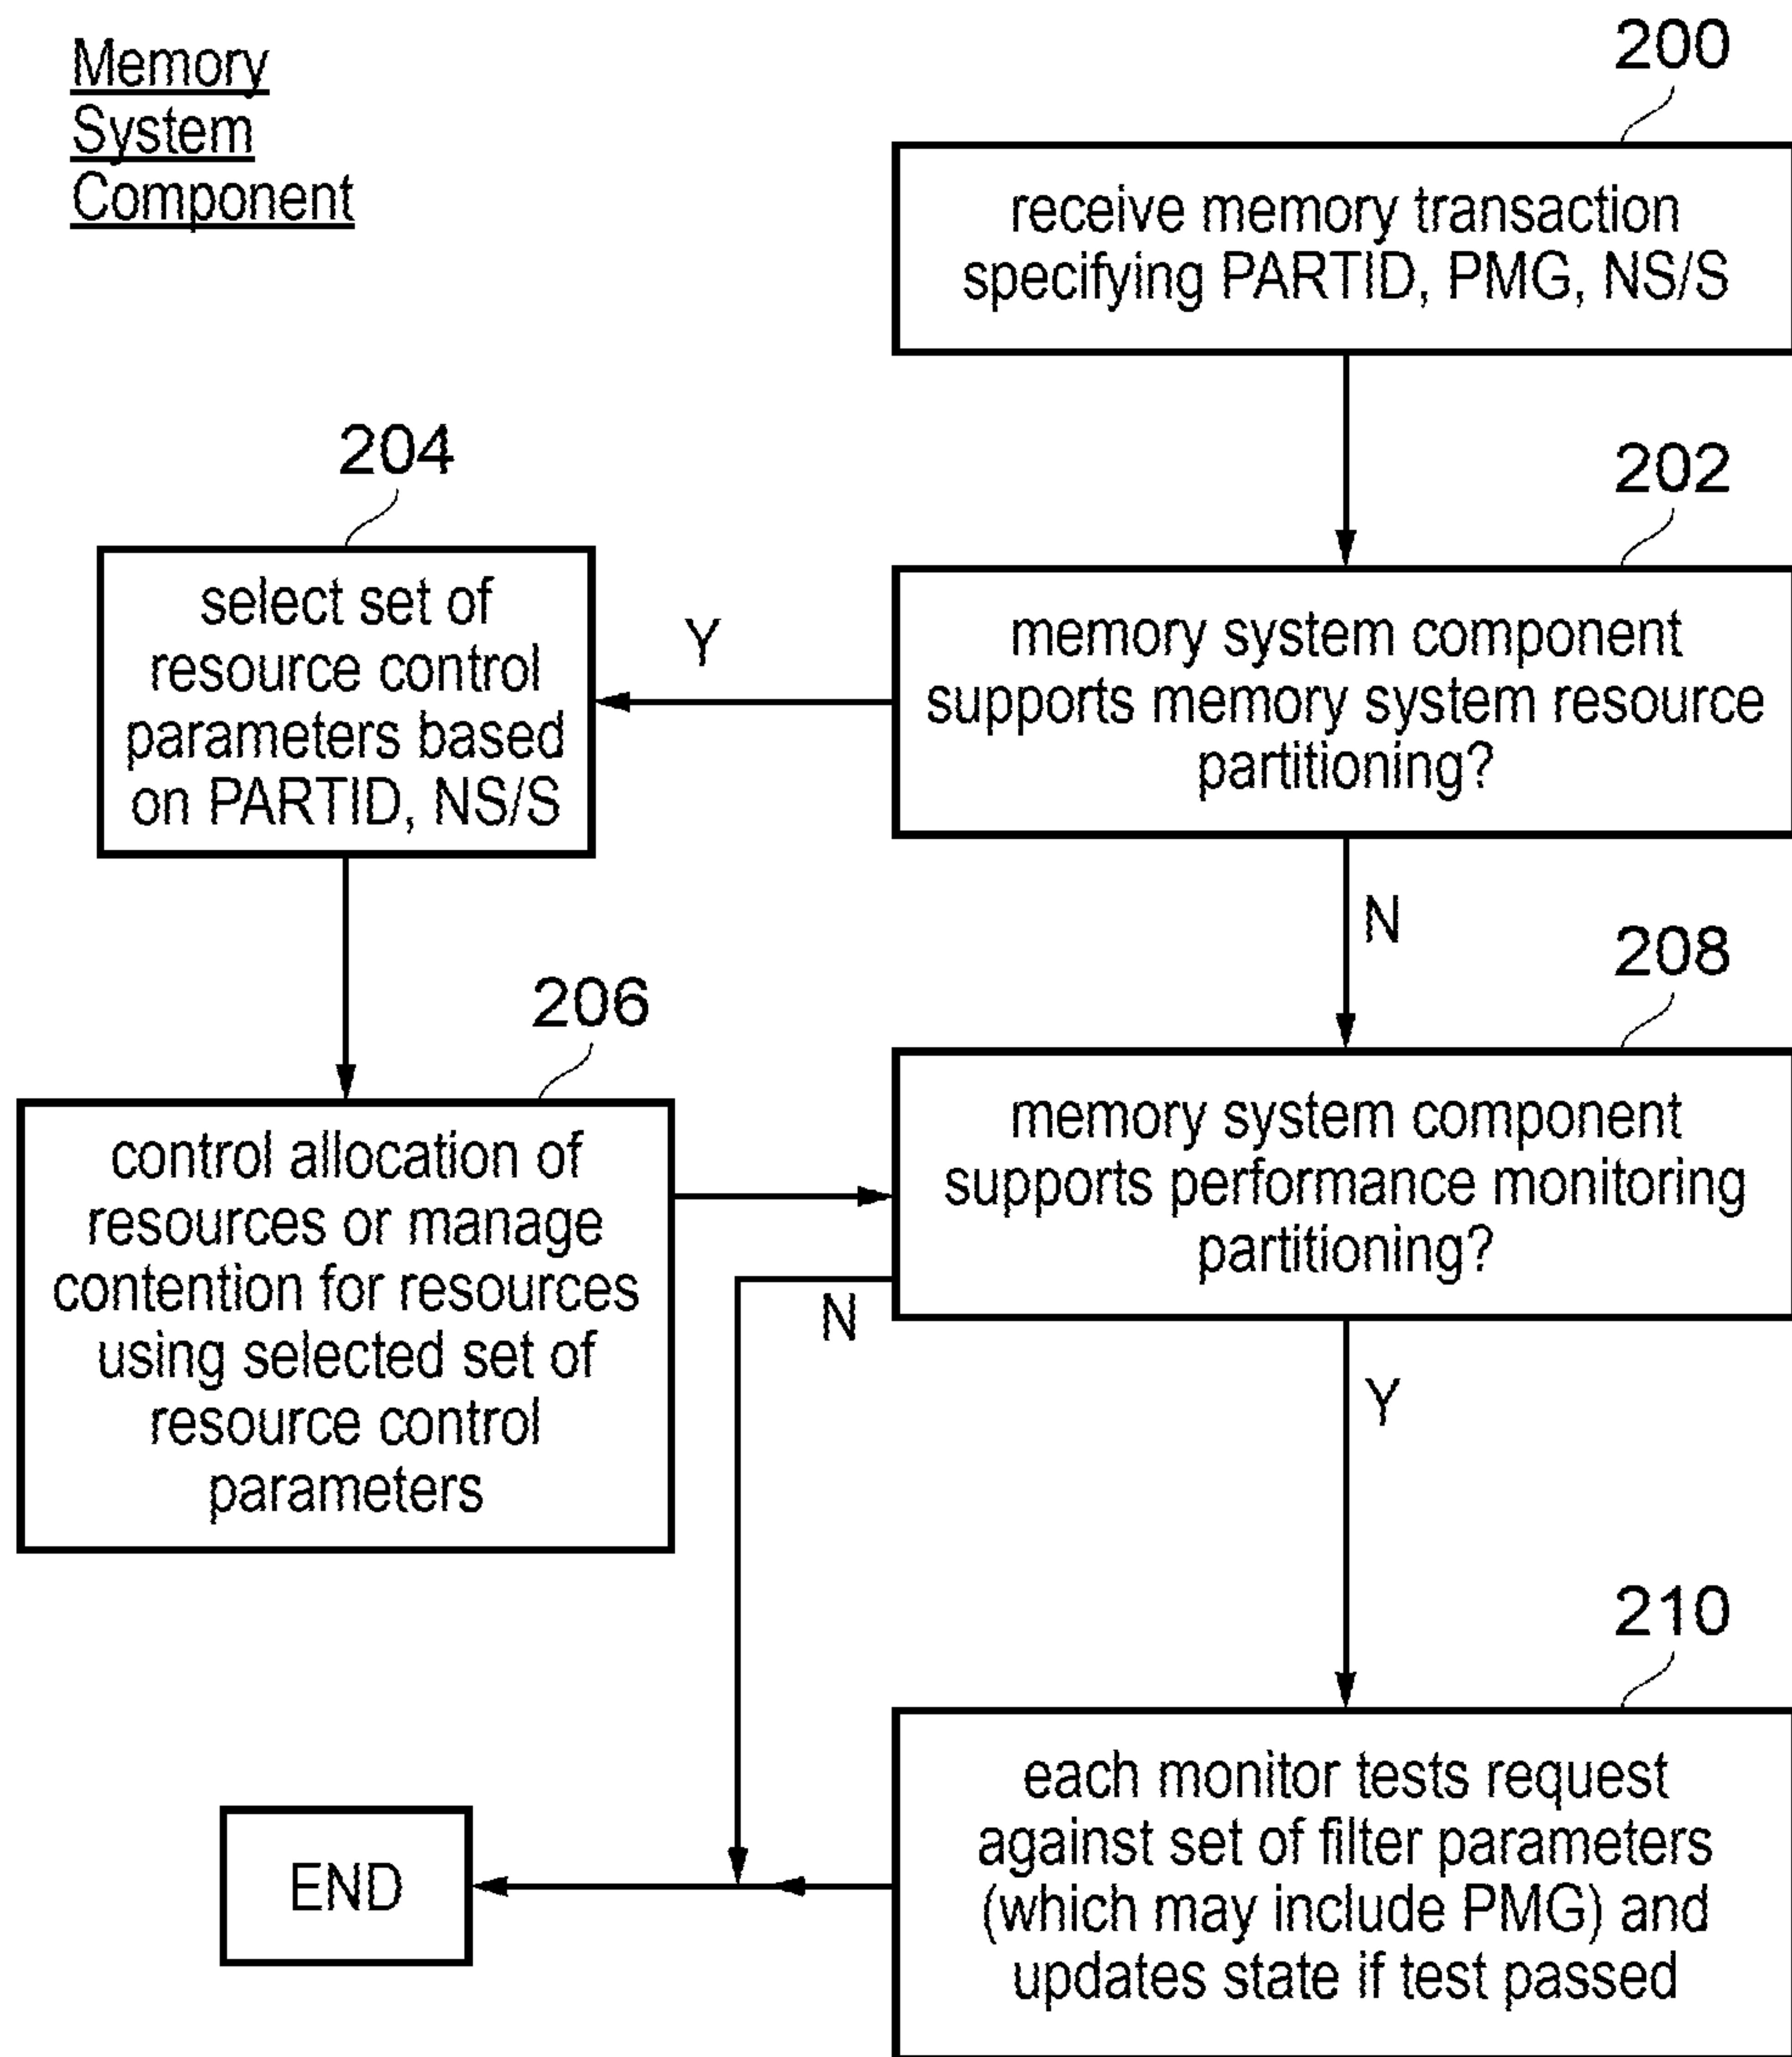 Memory
System
Component
200
receive memory transaction
specifying PARTID, PMG, NS/S
202
memory system component
supports memory system resource
partitioning?
Y
N
204
select set of
resource control
parameters based
on PARTID, NS/S
206
control allocation of
resources or manage
contention for resources
using selected set of
resource control
parameters
208
memory system component
supports performance monitoring
partitioning?
N
Y
210
each monitor tests request
against set of filter parameters
(which may include PMG) and
updates state if test passed
END